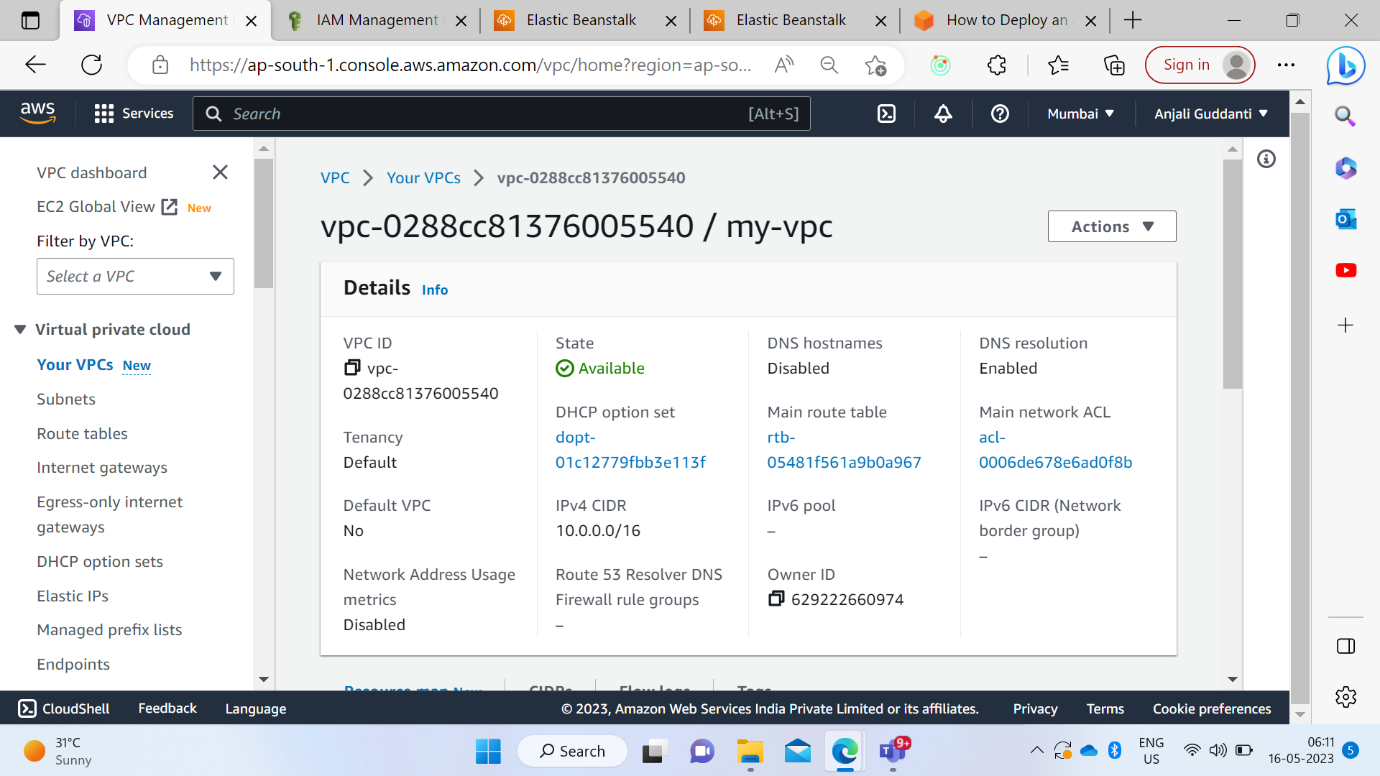 VPC Management
IAM Management
Elastic Beanstalk
Elastic Beanstalk
How to Deploy an
https://ap-south-1.console.aws.amazon.com/vpc/home?region=ap-so...
Sign in
aws
Services
Search
[Alt+S]
Mumbai
Anjali Guddanti
VPC dashboard
EC2 Global View New
Filter by VPC:
Select a VPC
Virtual private cloud
Your VPCs New
Subnets
Route tables
Internet gateways
Egress-only internet
gateways
DHCP option sets
Elastic IPs
Managed prefix lists
Endpoints
VPC
Your VPCs
vpc-0288cc81376005540
vpc-0288cc81376005540 / my-vpc
Actions
Details Info
VPC ID
vpc-
0288cc81376005540
State
Available
DNS hostnames
Disabled
DNS resolution
Enabled
Tenancy
Default
DHCP option set
dopt-
01c12779fbb3e113f
Main route table
rtb-
05481f561a9b0a967
Main network ACL
acl-
0006de678e6ad0f8b
Default VPC
No
IPv4 CIDR
10.0.0.0/16
IPv6 pool
–
IPv6 CIDR (Network
border group)
–
Network Address Usage
metrics
Disabled
Route 53 Resolver DNS
Firewall rule groups
–
Owner ID
629222660974
Resource map New
CIDRs
Flow logs
Tags
CloudShell
Feedback
Language
© 2023, Amazon Web Services India Private Limited or its affiliates.
Privacy
Terms
Cookie preferences
31°C
Sunny
Search
9+
ENG
US
06:11
16-05-2023
5